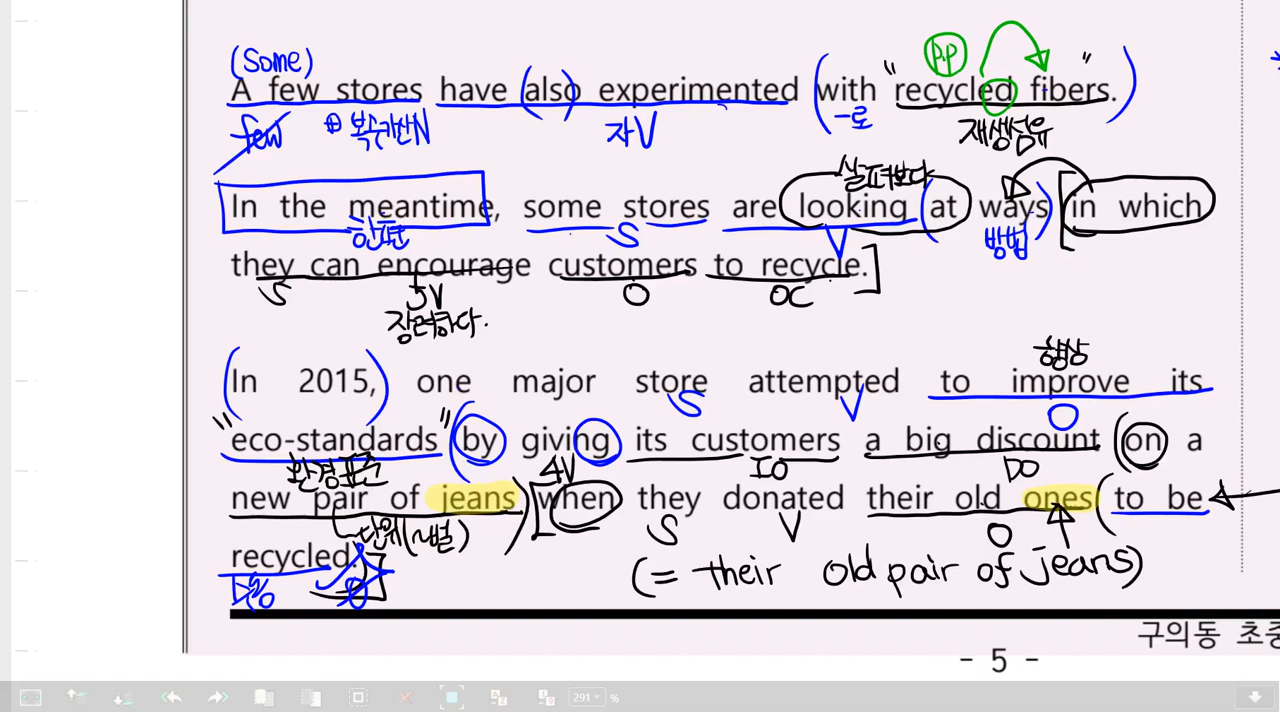 (Some)
P.P
A few stores have (also) experimented (with "recycled fibers".)
few ⊕ 복수가산N 자V -로 재생섬유
살펴보다
In the meantime, some stores are looking (at ways) [in which
한편 S V 방법
they can encourage customers to recycle.]
S 5V O OC
장려하다.
향상
(In 2015,) one major store attempted to improve its
S V O
"eco-standards" (by giving its customers a big discount (on a
환경표준 4V IO DO
new pair of jeans) [when they donated their old ones (to be
단위(~벌) S V O
recycled.)]
(= their old pair of jeans)
구의동 초중
- 5 -
291 %